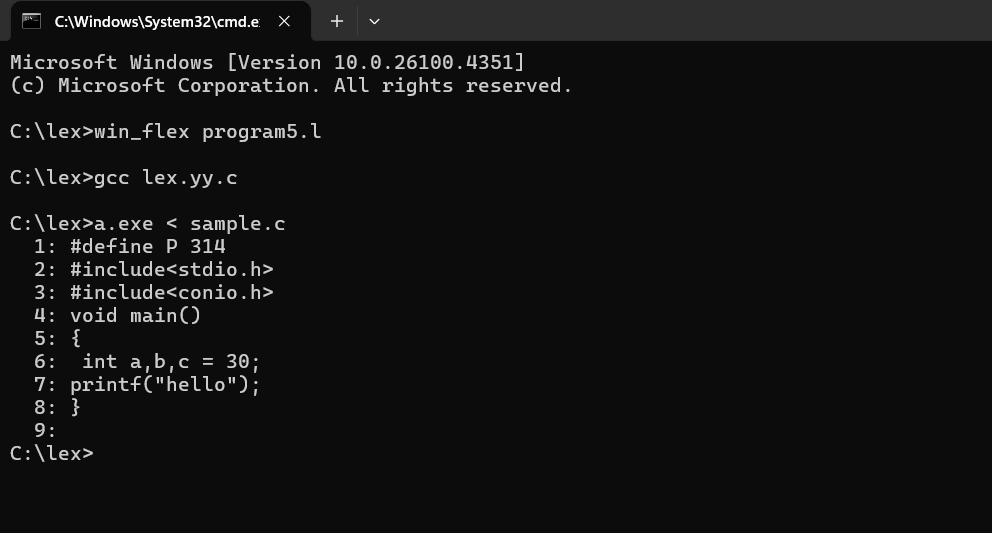 C:\Windows\System32\cmd.e
Microsoft Windows [Version 10.0.26100.4351]
(c) Microsoft Corporation. All rights reserved.
C:\lex>win_flex program5.l
C:\lex>gcc lex.yy.c
C:\lex>a.exe < sample.c
1: #define P 314
2: #include<stdio.h>
3: #include<conio.h>
4: void main()
5: {
6:  int a,b,c = 30;
7: printf("hello");
8: }
9:
C:\lex>